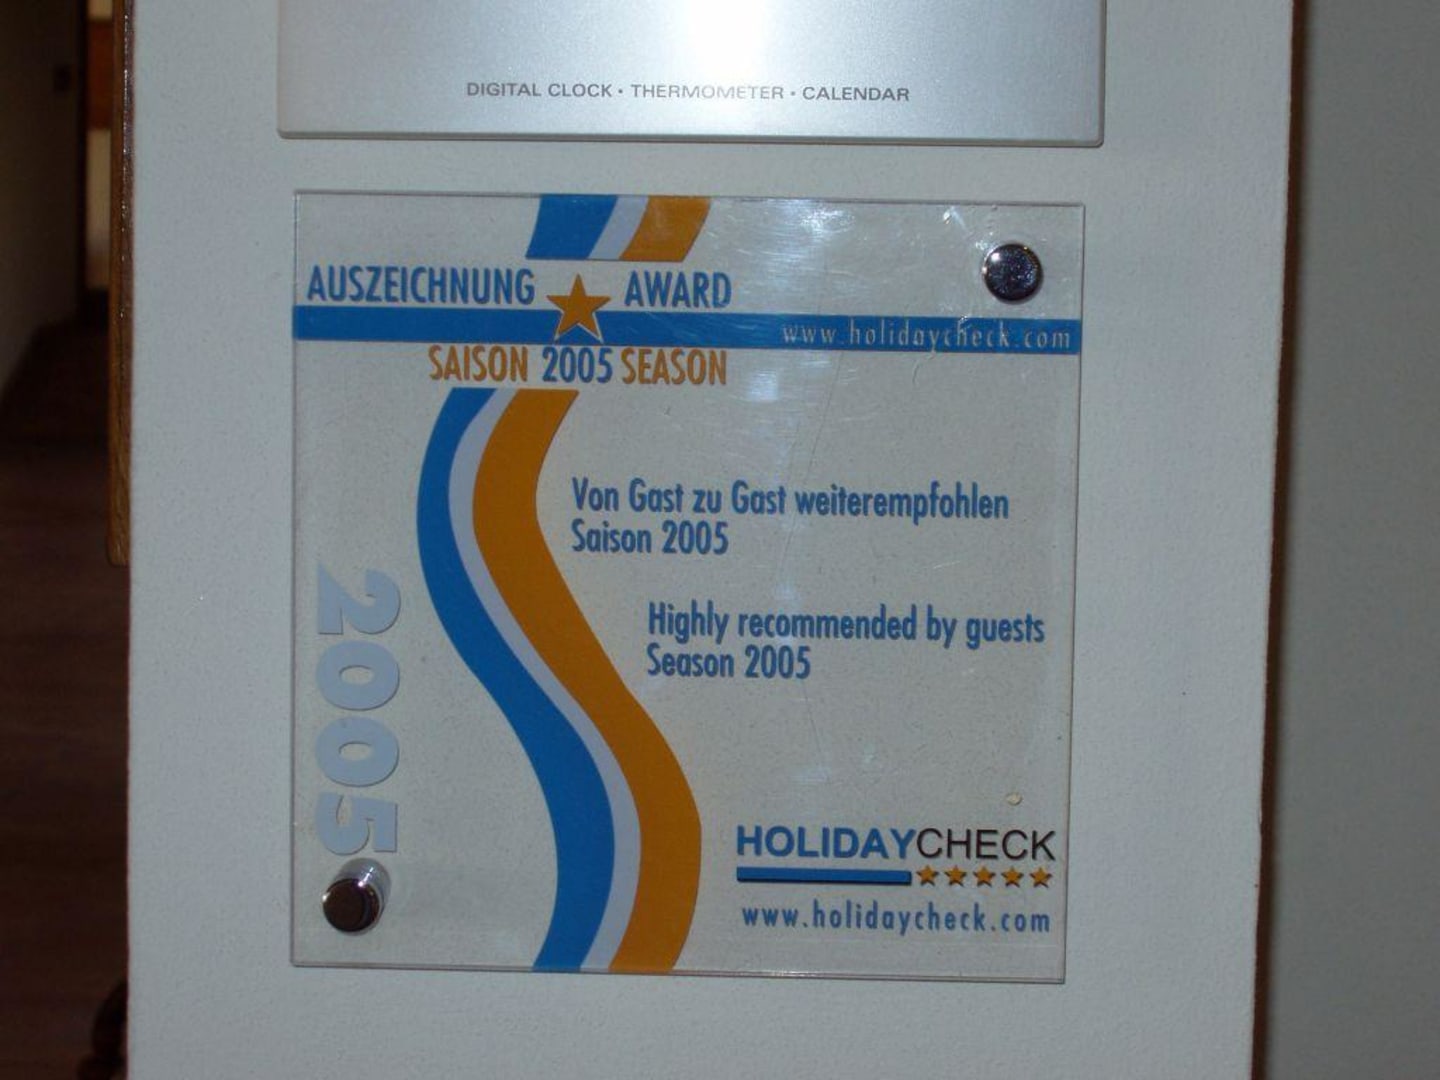 DIGITAL CLOCK • THERMOMETER • CALENDAR
AUSZEICHNUNG AWARD
www.holidaycheck.com
SAISON 2005 SEASON
Von Gast zu Gast weiterempfohlen
Saison 2005
Highly recommended by guests
Season 2005
2005
HOLIDAYCHECK
www.holidaycheck.com